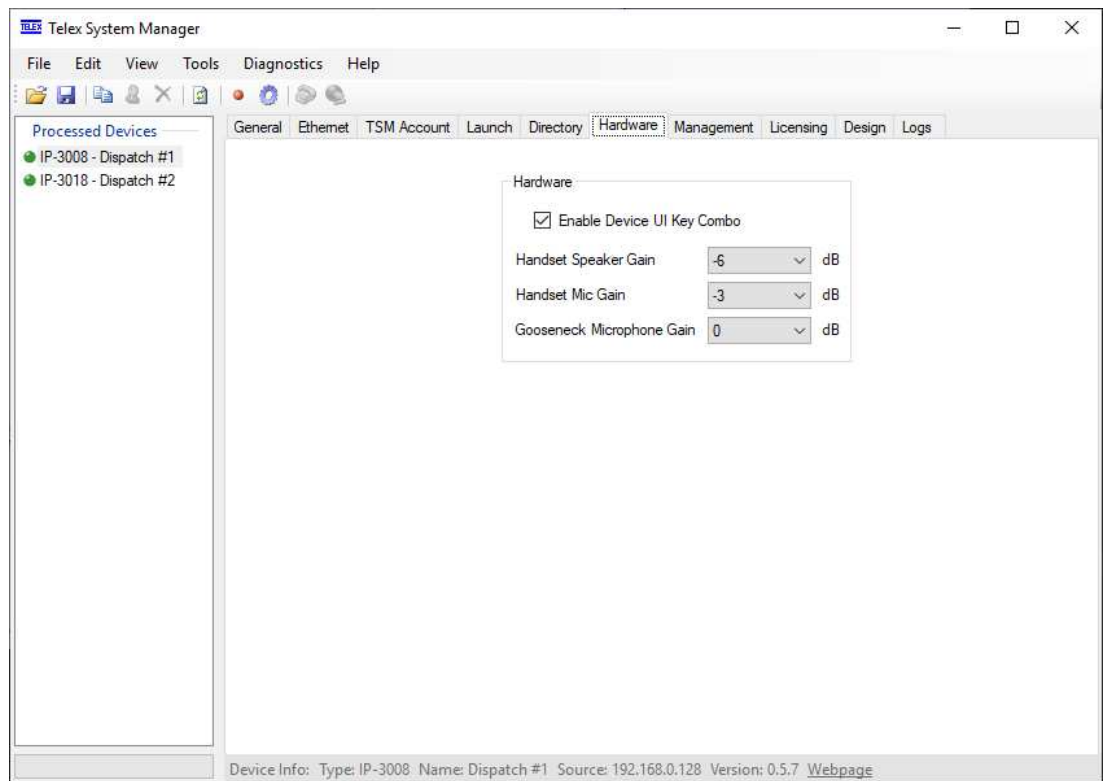 TELEX Telex System Manager
File Edit View Tools Diagnostics Help
Processed Devices
IP-3008 - Dispatch #1
IP-3018 - Dispatch #2
General Ethernet TSM Account Launch Directory Hardware Management Licensing Design Logs
Hardware
Enable Device UI Key Combo
Handset Speaker Gain -6 dB
Handset Mic Gain -3 dB
Gooseneck Microphone Gain 0 dB
Device Info: Type: IP-3008 Name: Dispatch #1 Source: 192.168.0.128 Version: 0.5.7 Webpage